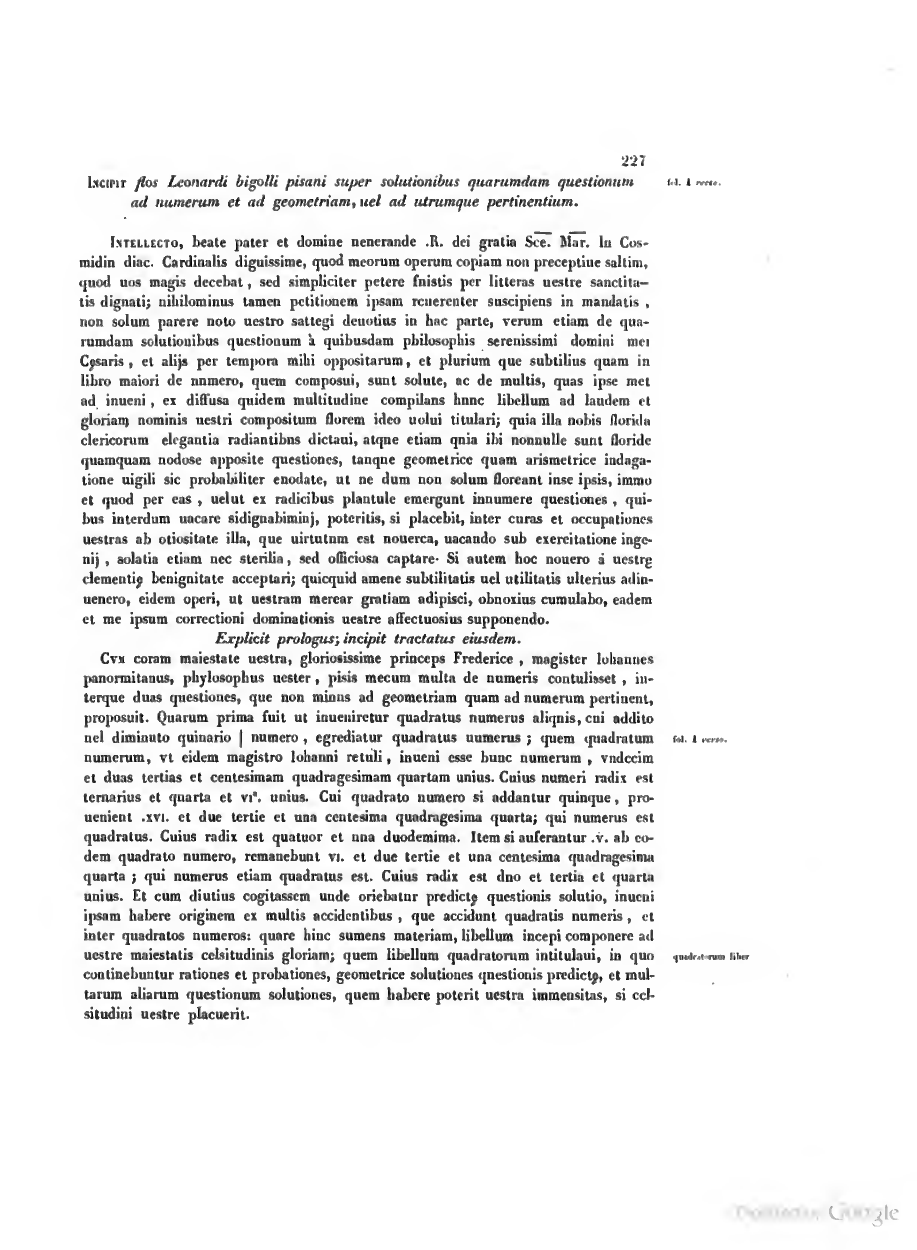 227
Incipit flos Leonardi bigolli pisani super solutionibus quarumdam questionum
fol. 1 recto.
ad numerum et ad geometriam, uel ad utrumque pertinentium.
Intellecto, beate pater et domine uenerande .R. dei gratia Sce. Mar. In Cos-
midin diac. Cardinalis diguissime, quod meorum operum copiam non preceptiue saltim,
quod uos magis decebat, sed simpliciter petere fuistis per litteras uestre sanctita-
tis dignati; nihilominus tamen petitionem ipsam reuerenter suscipiens in mandatis ,
non solum parere noto uestro sattegi deuotius in hac parte, verum etiam de qua-
rumdam solutionibus questionum à quibusdam philosophis serenissimi domini mei
Cęsaris , et alijs per tempora mihi oppositarum, et plurium que subtilius quam in
libro maiori de numero, quem composui, sunt solute, ac de multis, quas ipse met
ad inueni , ex diffusa quidem multitudine compilans hunc libellum ad laudem et
gloriam nominis uestri compositum florem ideo uolui titulari; quia illa nobis florida
clericorum elegantia radiantibus dictaui, atque etiam quia ibi nonnulle sunt floride
quamquam nodose apposite questiones, tanque geometrice quam arismetrice indaga-
tione uigili sic probabiliter enodate, ut ne dum non solum floreant inse ipsis, immo
et quod per eas , uelut ex radicibus plantule emergunt innumere questiones , qui-
bus interdum uacare sidignabiminj, poteritis, si placebit, inter curas et occupationes
uestras ab otiositate illa, que uirtutum est nouerca, uacando sub exercitatione inge-
nij , solatia etiam nec sterilia, sed officiosa captare· Si autem hoc nouero á uestrę
clementię benignitate acceptari; quicquid amene subtilitatis uel utilitatis ulterius adin-
uenero, eidem operi, ut uestram merear gratiam adipisci, obnoxius cumulabo, eadem
et me ipsum correctioni dominationis uestre affectuosius supponendo.
Explicit prologus; incipit tractatus eiusdem.
Cvm coram maiestate uestra, gloriosissime princeps Frederice , magister Iohannes
panormitanus, phylosophus uester , pisis mecum multa de numeris contulisset , in-
terque duas questiones, que non minus ad geometriam quam ad numerum pertinent,
proposuit. Quarum prima fuit ut inueniretur quadratus numerus aliquis, cui addito
uel diminuto quinario | numero , egrediatur quadratus numerus ; quem quadratum
fol. 1 verso.
numerum, vt eidem magistro Iohanni retuli , inueni esse hunc numerum , vndecim
et duas tertias et centesimam quadragesimam quartam unius. Cuius numeri radix est
ternarius et quarta et vıª. unius. Cui quadrato numero si addantur quinque, pro-
uenient .xvı. et due tertie et una centesima quadragesima quarta; qui numerus est
quadratus. Cuius radix est quatuor et una duodemima. Item si auferantur .v. ab eo-
dem quadrato numero, remanebunt vı. et due tertie et una centesima quadragesima
quarta ; qui numerus etiam quadratus est. Cuius radix est duo et tertia et quarta
unius. Et cum diutius cogitassem unde oriebatur predictę questionis solutio, inueni
ipsam habere originem ex multis accidentibus , que accidunt quadratis numeris , et
inter quadratos numeros: quare hinc sumens materiam, libellum incepi componere ad
uestre maiestatis celsitudinis gloriam; quem libellum quadratorum intitulaui, in quo
quadratorum liber
continebuntur rationes et probationes, geometrice solutiones questionis predictę, et mul-
tarum aliarum questionum solutiones, quem habere poterit uestra immensitas, si cel-
situdini uestre placuerit.
Google